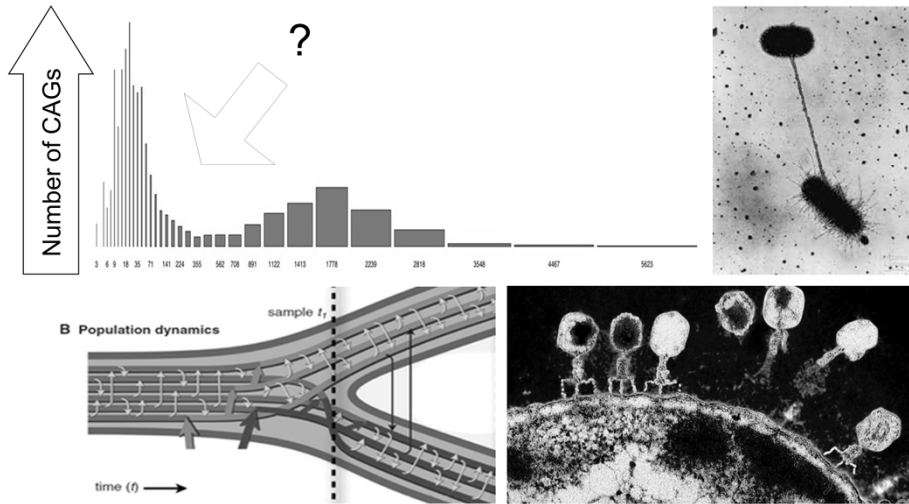 Number of CAGs
?
3 6 9 18 35 71 141 224 355 562 708 891 1122 1413 1778 2239 2818 3548 4467 5623
sample t₁
B Population dynamics
time (t)